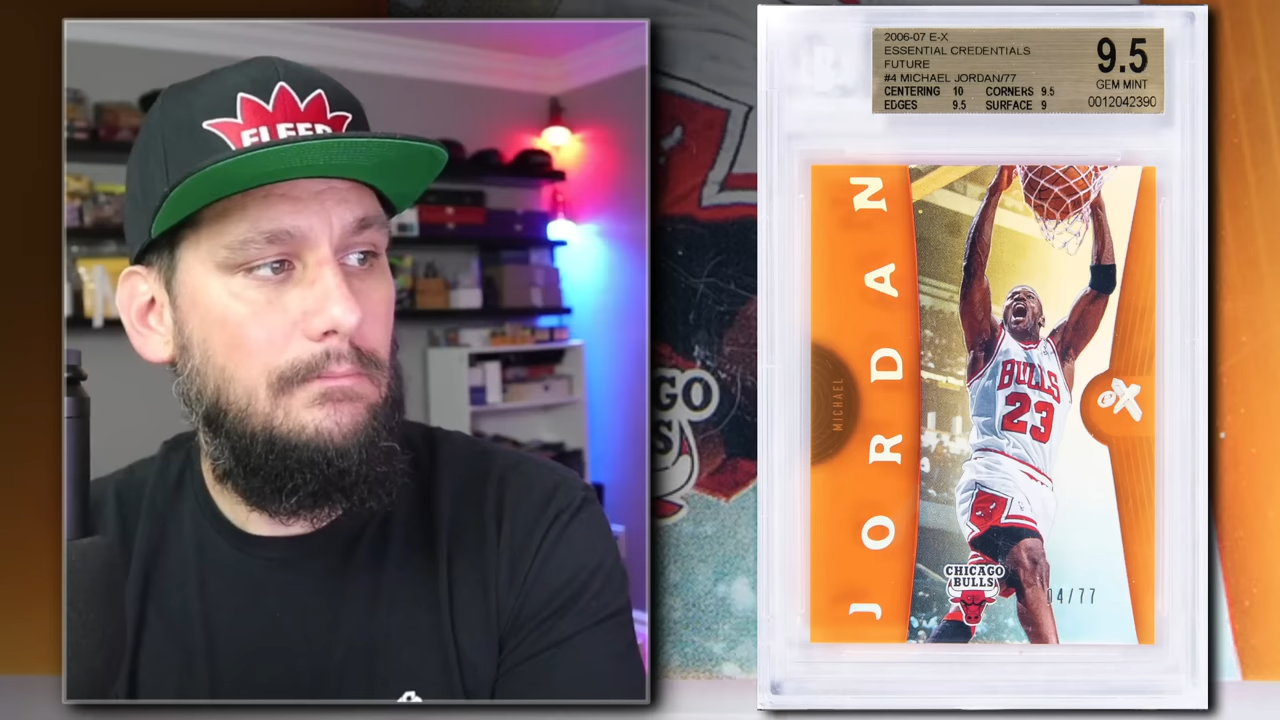 FLEER
2006-07 E-X
ESSENTIAL CREDENTIALS
FUTURE
#4 MICHAEL JORDAN/77
CENTERING 10 CORNERS 9.5
EDGES 9.5 SURFACE 9
9.5
GEM MINT
0012042390
JORDAN
MICHAEL
BULLS
23
eX
CHICAGO
BULLS
04/77